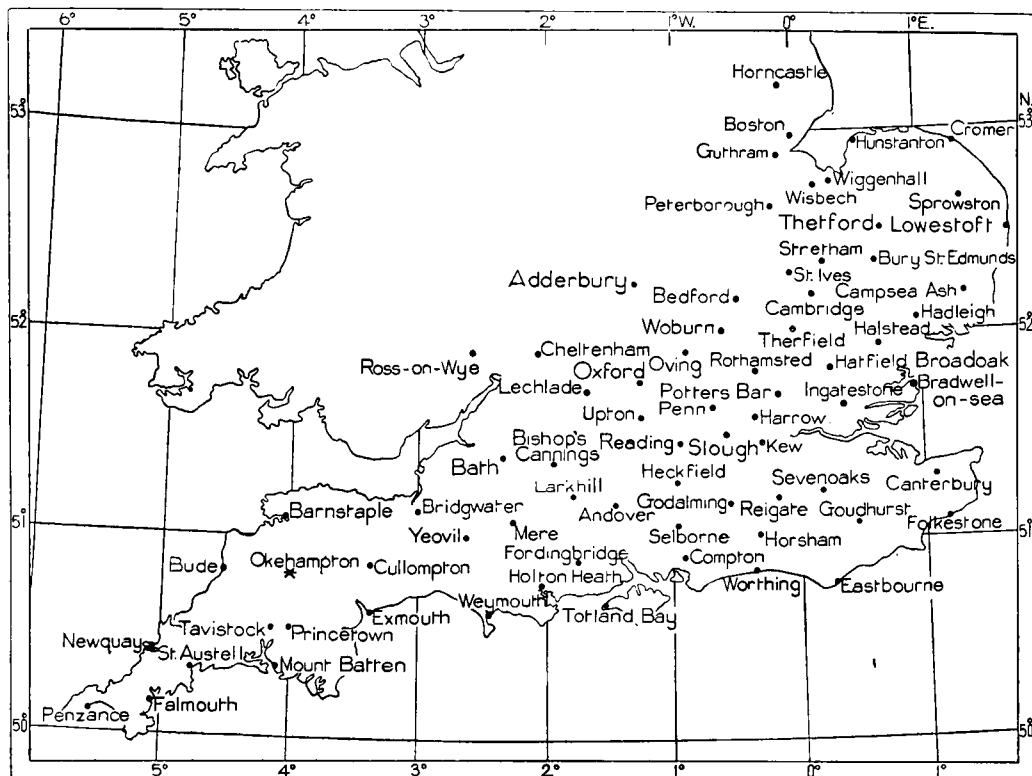 6° 5° 4° 3° 2° 1°W. 0° 1°E.
N.
53° 53°
Horncastle
Boston
Guthram
Hunstanton
Cromer
Wiggenhall
Wisbech
Sprowston
Peterborough
Thetford
Lowestoft
Stretham
Bury St. Edmunds
St. Ives
Adderbury
Campsea Ash
Bedford
Cambridge
Hadleigh
52° 52°
Woburn
Therfield
Halstead
Cheltenham
Ross-on-Wye
Oxford
Oving
Rothamsted
Hatfield
Broadoak
Lechlade
Potters Bar
Ingatestone
Bradwell-
on-sea
Penn
Upton
Harrow
Bishop's
Cannings
Reading
Slough
Kew
Bath
Heckfield
Sevenoaks
Canterbury
Larkhill
Godalming
Reigate
Goudhurst
Folkestone
51° 51°
Barnstaple
Bridgwater
Andover
Yeovil
Mere
Selborne
Horsham
Fordingbridge
Compton
Bude
Okehampton
Cullompton
Holton Heath
Worthing
Eastbourne
Weymouth
Exmouth
Totland Bay
Tavistock
Princetown
Newquay
St. Austell
Mount Batten
Falmouth
Penzance
50° 50°
5° 4° 3° 2° 1° 0° 1°